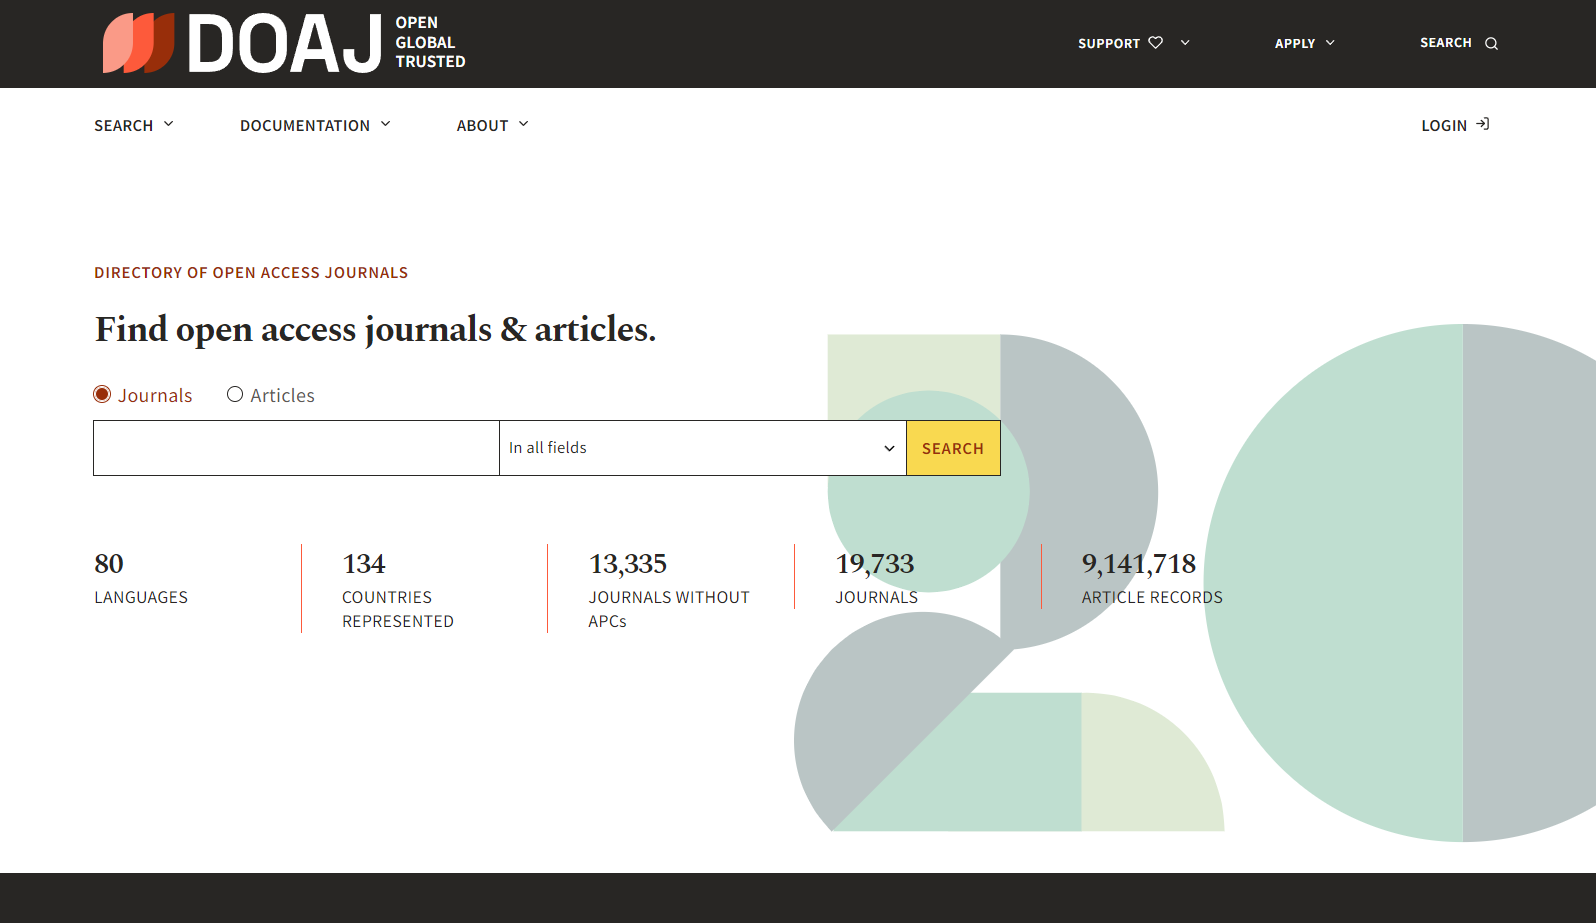 DOAJ
OPEN
GLOBAL
TRUSTED
SUPPORT
APPLY
SEARCH
SEARCH
DOCUMENTATION
ABOUT
LOGIN
DIRECTORY OF OPEN ACCESS JOURNALS
Find open access journals & articles.
Journals
Articles
In all fields
SEARCH
80
LANGUAGES
134
COUNTRIES
REPRESENTED
13,335
JOURNALS WITHOUT
APCs
19,733
JOURNALS
9,141,718
ARTICLE RECORDS
20